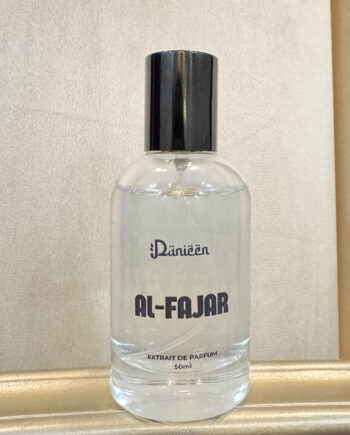 Däniëën
AL-FAJAR
EXTRAIT DE PARFUM
50ml